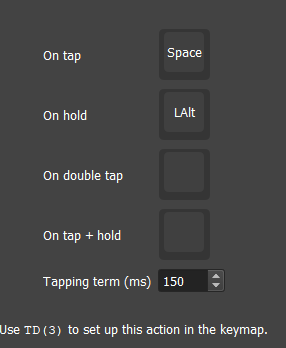 On tap Space
On hold LAlt
On double tap
On tap + hold
Tapping term (ms) 150
Use TD(3) to set up this action in the keymap.